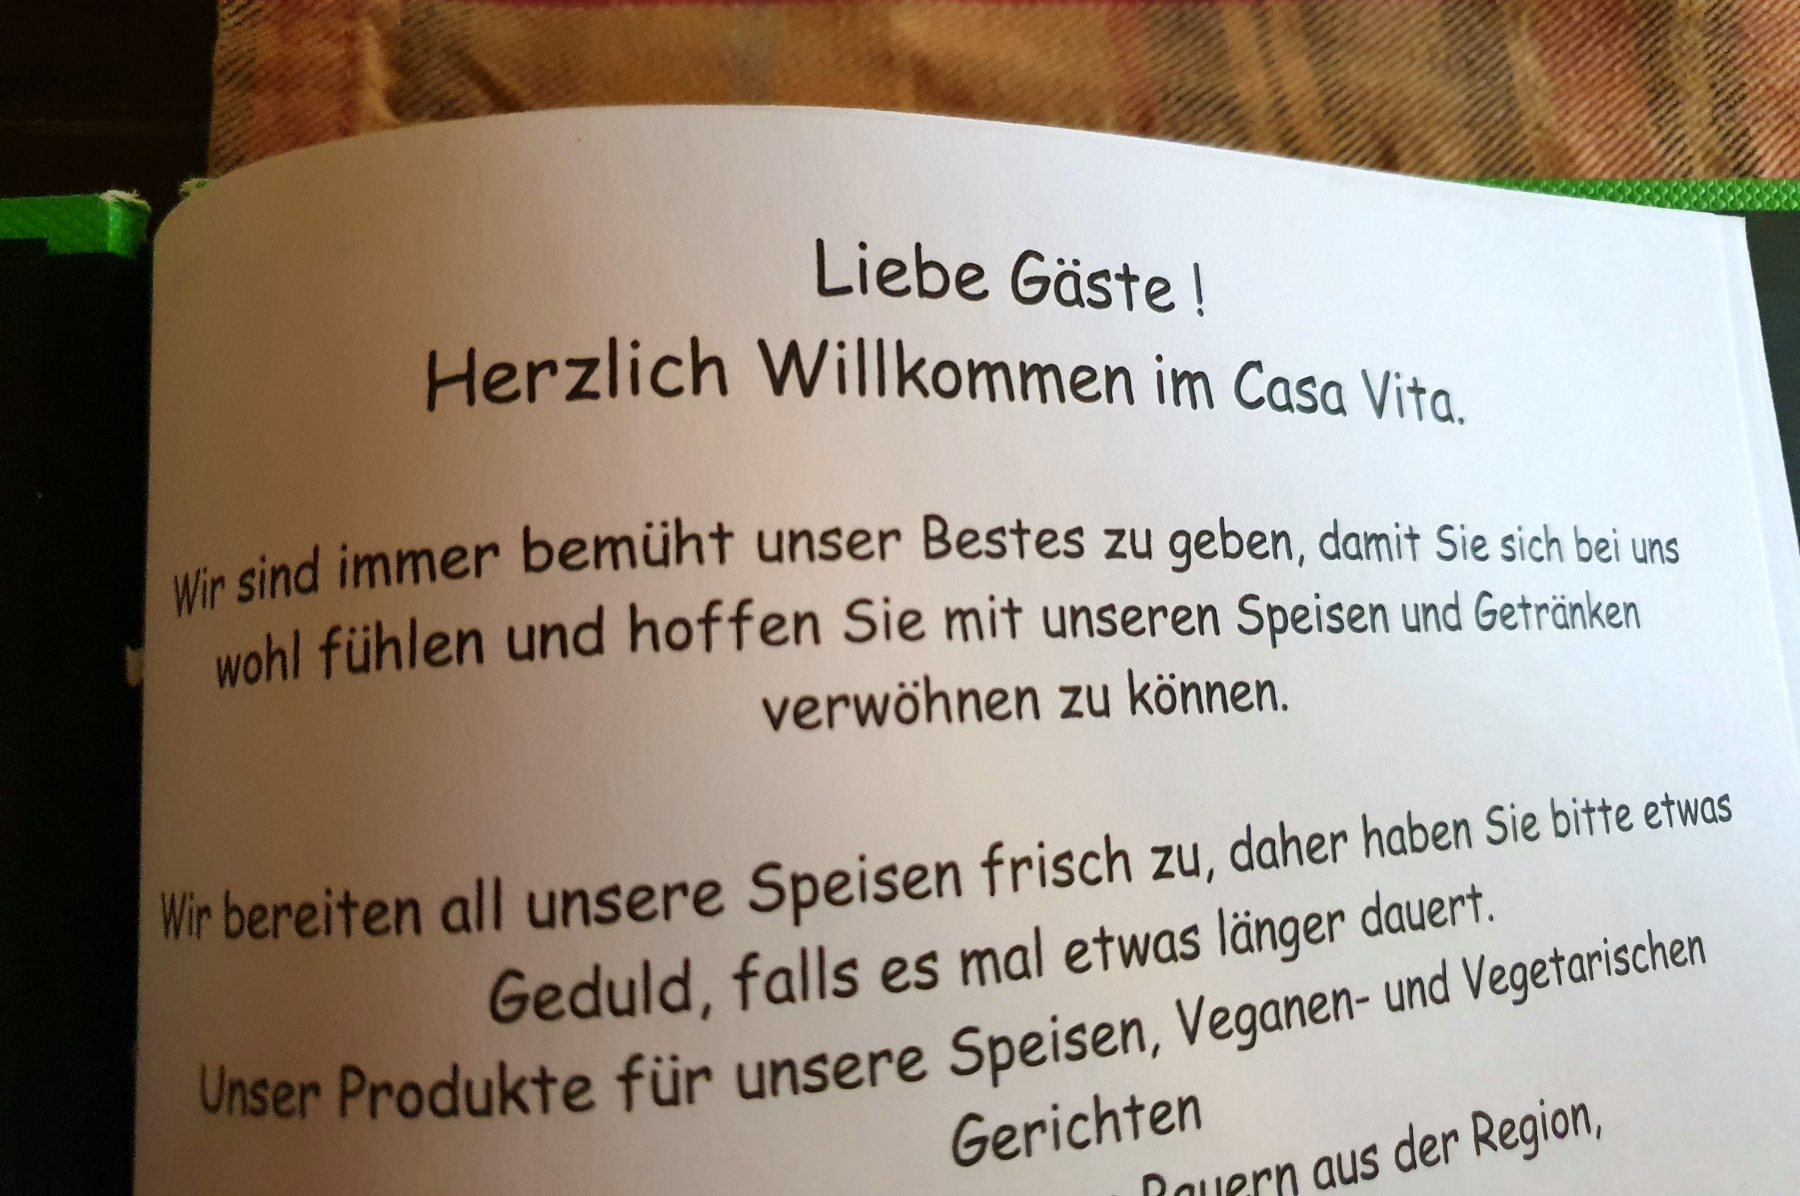 Liebe Gäste !
Herzlich Willkommen im Casa Vita.
Wir sind immer bemüht unser Bestes zu geben, damit Sie sich bei uns
wohl fühlen und hoffen Sie mit unseren Speisen und Getränken
verwöhnen zu können.
Wir bereiten all unsere Speisen frisch zu, daher haben Sie bitte etwas
Geduld, falls es mal etwas länger dauert.
Unser Produkte für unsere Speisen, Veganen- und Vegetarischen
Gerichten
Bauern aus der Region,